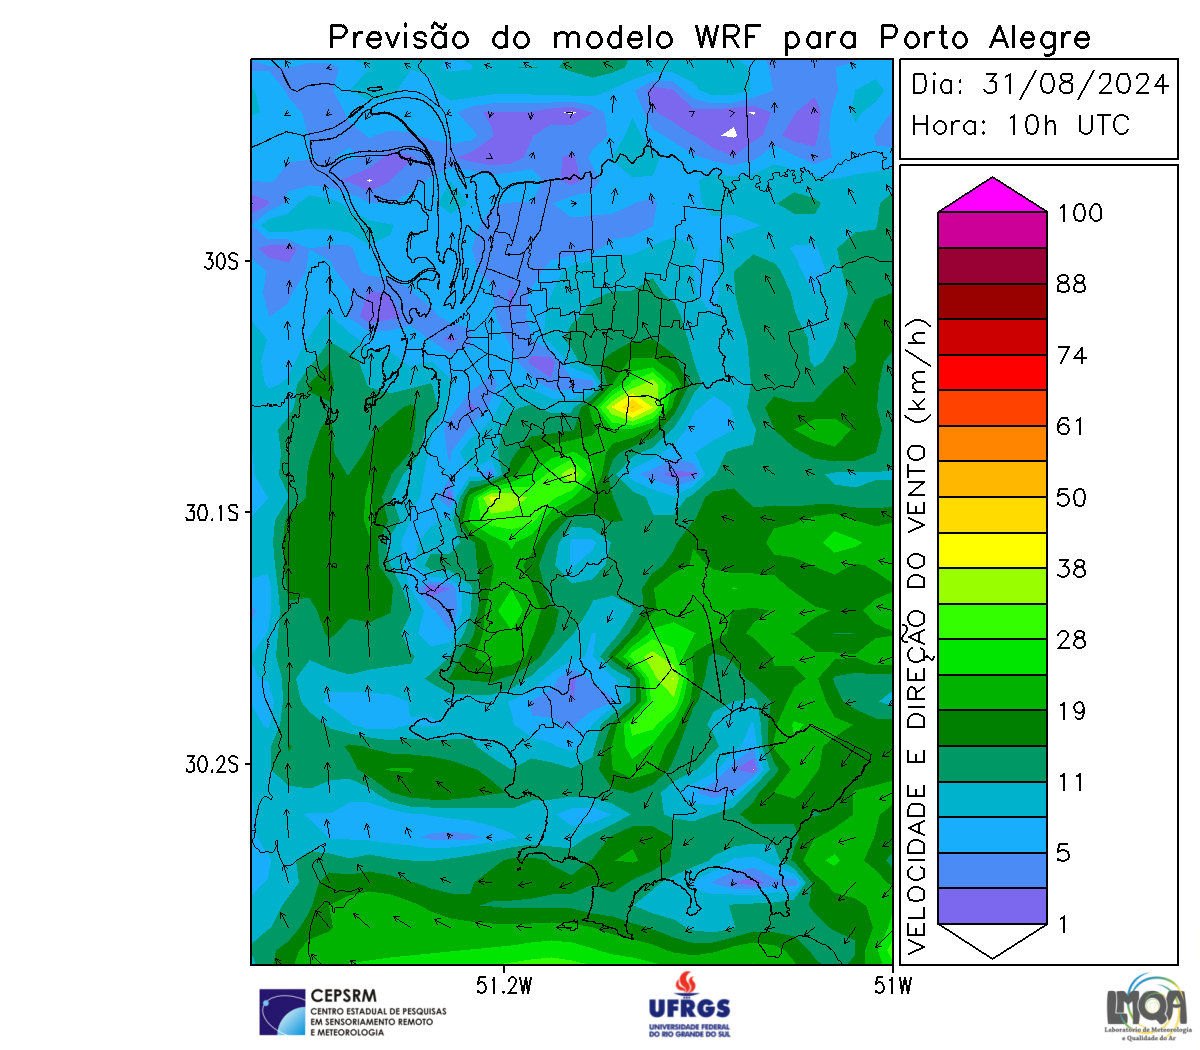 Previsão do modelo WRF para Porto Alegre
Dia: 31/08/2024
Hora: 10h UTC
100
88
74
61
50
38
28
19
11
5
1
VELOCIDADE E DIREÇÃO DO VENTO (km/h)
30S
30.1S
30.2S
51.2W
51W
CEPSRM
CENTRO ESTADUAL DE PESQUISAS
EM SENSORIAMENTO REMOTO
E METEOROLOGIA
UFRGS
UNIVERSIDADE FEDERAL
DO RIO GRANDE DO SUL
LMQA
Laboratório de Meteorologia
e Qualidade do Ar